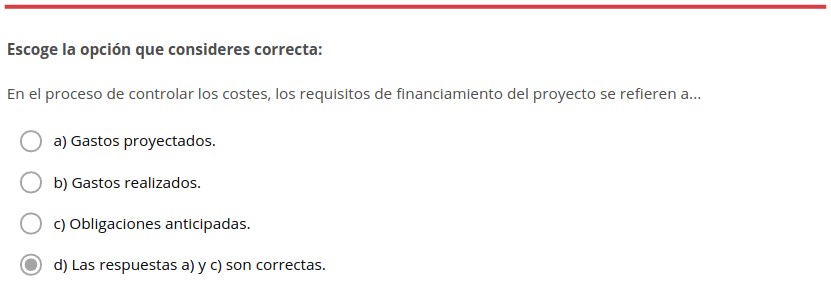 Escoge la opción que consideres correcta:
En el proceso de controlar los costes, los requisitos de financiamiento del proyecto se refieren a...
a) Gastos proyectados.
b) Gastos realizados.
c) Obligaciones anticipadas.
d) Las respuestas a) y c) son correctas.